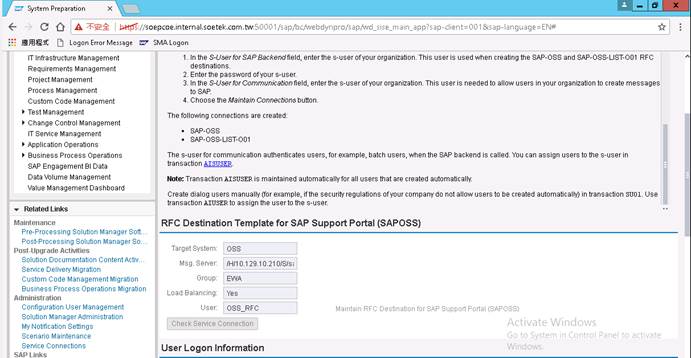 System Preparation
不安全
https://soepcoe.internal.soetek.com.tw:50001/sap/bc/webdynpro/sap/wd_sise_main_app?sap-client=001&sap-language=EN#
應用程式
Logon Error Message
SMA Logon
IT Infrastructure Management
Requirements Management
Project Management
Process Management
Custom Code Management
Test Management
Change Control Management
IT Service Management
Application Operations
Business Process Operations
SAP Engagement BI Data
Data Volume Management
Value Management Dashboard
Related Links
Maintenance
Pre-Processing Solution Manager Soft...
Post-Processing Solution Manager So...
Post-Upgrade Activities
Solution Documentation Content Activ...
Service Delivery Migration
Custom Code Management Migration
Business Process Operations Migration
Administration
Configuration User Management
Solution Manager Administration
My Notification Settings
Scenario Maintenance
Service Connections
SAP Links
1. In the S-User for SAP Backend field, enter the s-user of your organization. This user is used when creating the SAP-OSS and SAP-OSS-LIST-O01 RFC
destinations.
2. Enter the password of your s-user.
3. In the S-User for Communication field, enter the s-user of your organization. This user is needed to allow users in your organization to create messages
to SAP.
4. Choose the Maintain Connections button.
The following connections are created:
• SAP-OSS
• SAP-OSS-LIST-O01
The s-user for communication authenticates users, for example, batch users, when the SAP backend is called. You can assign users to the s-user in
transaction AISUSER.
Note: Transaction AISUSER is maintained automatically for all users that are created automatically.
Create dialog users manually (for example, if the security regulations of your company do not allow users to be created automatically) in transaction SU01. Use
transaction AIUSER to assign the user to the s-user.
RFC Destination Template for SAP Support Portal (SAPOSS)
Target System: OSS
Msg. Server: /H/10.129.10.210/S/sa
Group: EWA
Load Balancing: Yes
User: OSS_RFC
Maintain RFC Destination for SAP Support Portal (SAPOSS)
Check Service Connection
Activate Windows
Go to System in Control Panel to activate
Windows.
User Logon Information